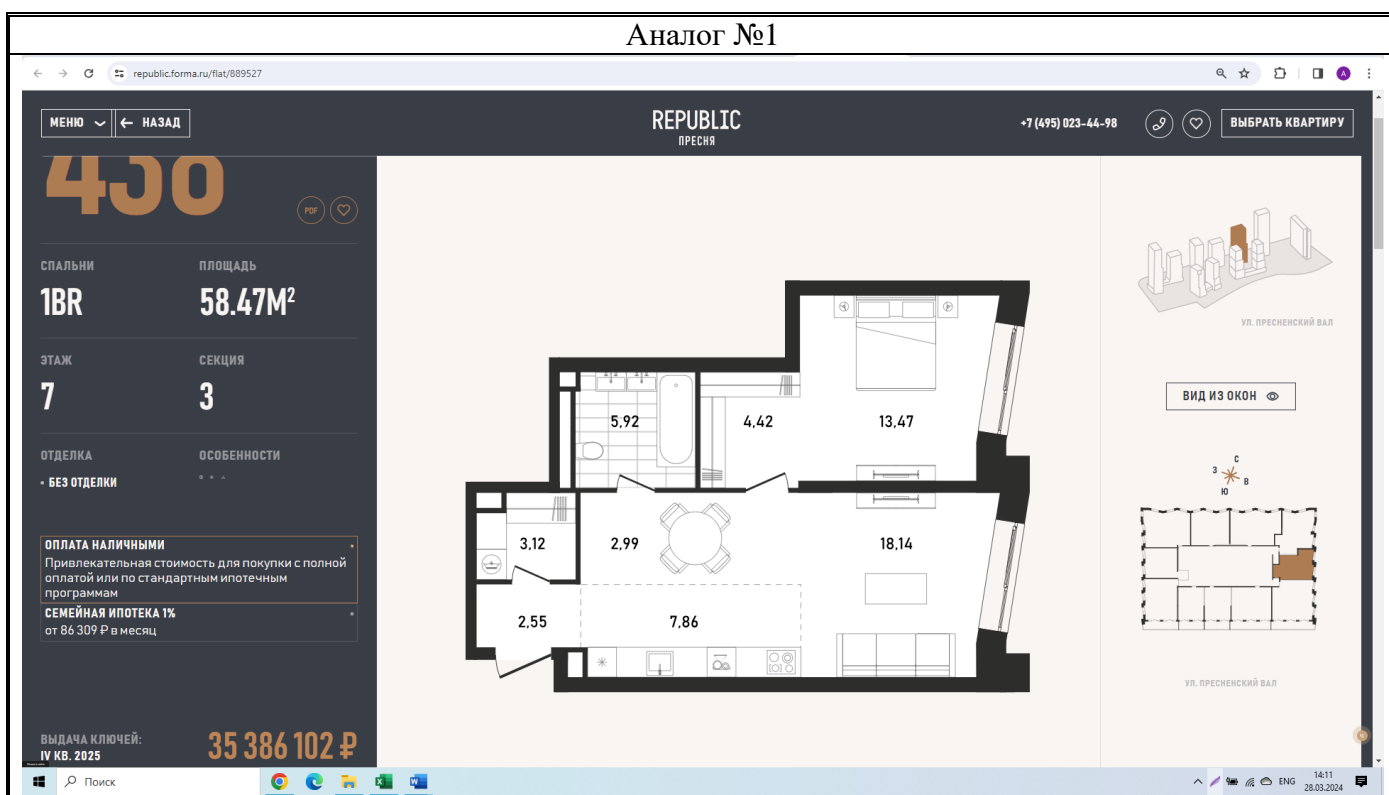 Аналог №1
republic.forma.ru/flat/889527
A
МЕНЮ
НАЗАД
REPUBLIC
ПРЕСНЯ
+7 (495) 023-44-98
ВЫБРАТЬ КВАРТИРУ
PDF
СПАЛЬНИ ПЛОЩАДЬ
1BR 58.47М²
ЭТАЖ СЕКЦИЯ
7 3
ОТДЕЛКА ОСОБЕННОСТИ
• БЕЗ ОТДЕЛКИ
ОПЛАТА НАЛИЧНЫМИ
Привлекательная стоимость для покупки с полной
оплатой или по стандартным ипотечным
программам
СЕМЕЙНАЯ ИПОТЕКА 1%
от 86 309 ₽ в месяц
ВЫДАЧА КЛЮЧЕЙ:
IV КВ. 2025
35 386 102 ₽
5,92 4,42 13,47
3,12 2,99 18,14
2,55 7,86
УЛ. ПРЕСНЕНСКИЙ ВАЛ
ВИД ИЗ ОКОН
С
З
В
Ю
УЛ. ПРЕСНЕНСКИЙ ВАЛ
Поиск
ENG
14:11
28.03.2024